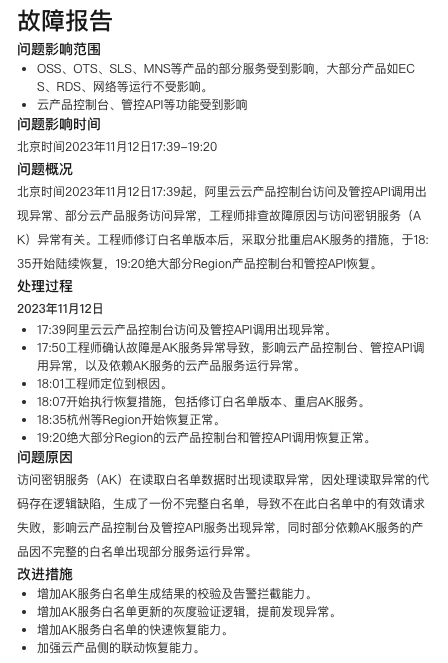 故障报告
问题影响范围
• OSS、OTS、SLS、MNS等产品的部分服务受到影响，大部分产品如EC
S、RDS、网络等运行不受影响。
• 云产品控制台、管控API等功能受到影响
问题影响时间
北京时间2023年11月12日17:39-19:20
问题概况
北京时间2023年11月12日17:39起，阿里云云产品控制台访问及管控API调用出
现异常、部分云产品服务访问异常，工程师排查故障原因与访问密钥服务（A
K）异常有关。工程师修订白名单版本后，采取分批重启AK服务的措施，于18:
35开始陆续恢复，19:20绝大部分Region产品控制台和管控API恢复。
处理过程
2023年11月12日
• 17:39阿里云云产品控制台访问及管控API调用出现异常。
• 17:50工程师确认故障是AK服务异常导致，影响云产品控制台、管控API调
用异常，以及依赖AK服务的云产品服务运行异常。
• 18:01工程师定位到根因。
• 18:07开始执行恢复措施，包括修订白名单版本、重启AK服务。
• 18:35杭州等Region开始恢复正常。
• 19:20绝大部分Region的云产品控制台和管控API调用恢复正常。
问题原因
访问密钥服务（AK）在读取白名单数据时出现读取异常，因处理读取异常的代
码存在逻辑缺陷，生成了一份不完整白名单，导致不在此白名单中的有效请求
失败，影响云产品控制台及管控API服务出现异常，同时部分依赖AK服务的产
品因不完整的白名单出现部分服务运行异常。
改进措施
• 增加AK服务白名单生成结果的校验及告警拦截能力。
• 增加AK服务白名单更新的灰度验证逻辑，提前发现异常。
• 增加AK服务白名单的快速恢复能力。
• 加强云产品侧的联动恢复能力。